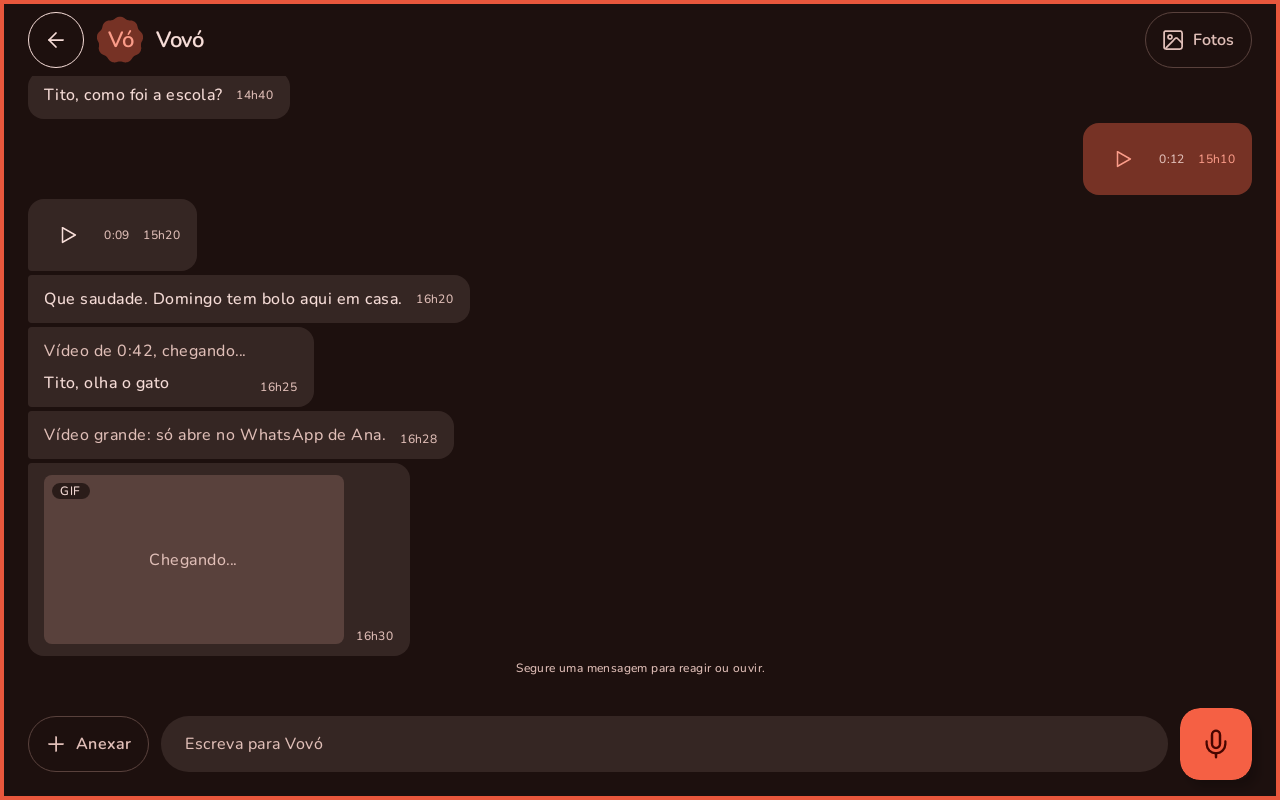 Vó Vovó Fotos
Tito, como foi a escola? 14h40
0:12 15h10
0:09 15h20
Que saudade. Domingo tem bolo aqui em casa. 16h20
Vídeo de 0:42, chegando…
Tito, olha o gato 16h25
Vídeo grande: só abre no WhatsApp de Ana. 16h28
GIF
Chegando…
16h30
Segure uma mensagem para reagir ou ouvir.
Anexar Escreva para Vovó